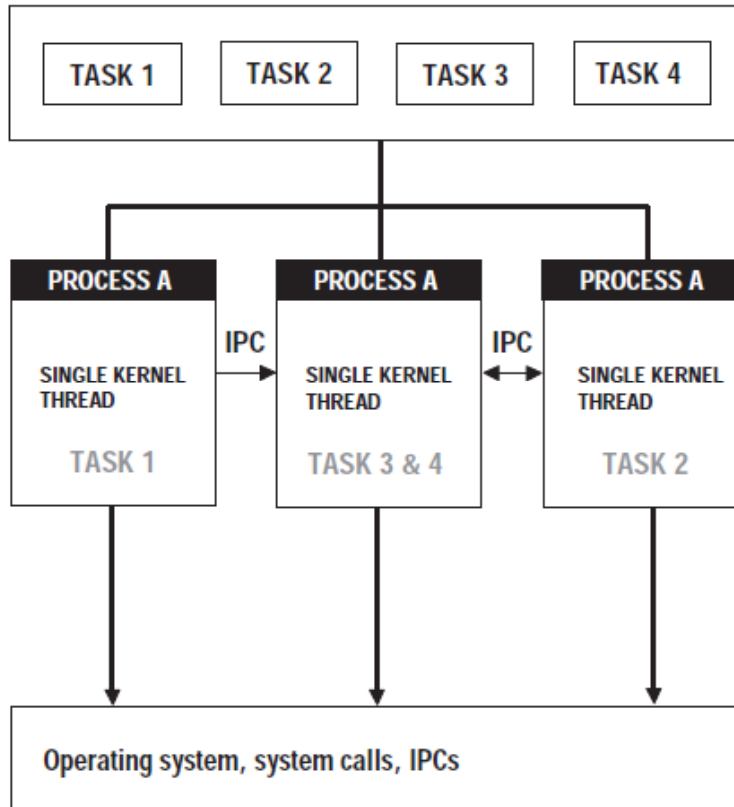 TASK 1
TASK 2
TASK 3
TASK 4
PROCESS A
PROCESS A
PROCESS A
IPC
IPC
SINGLE KERNEL
THREAD
TASK 1
SINGLE KERNEL
THREAD
TASK 3 & 4
SINGLE KERNEL
THREAD
TASK 2
Operating system, system calls, IPCs